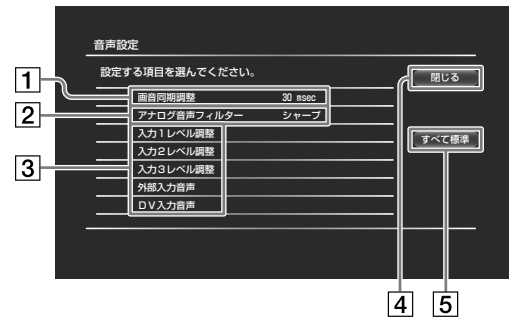 音声設定
設定する項目を選んでください。
閉じる
1
画音同期調整 30 msec
2
アナログ音声フィルター シャープ
すべて標準
入力1レベル調整
入力2レベル調整
3
入力3レベル調整
外部入力音声
DV入力音声
4
5